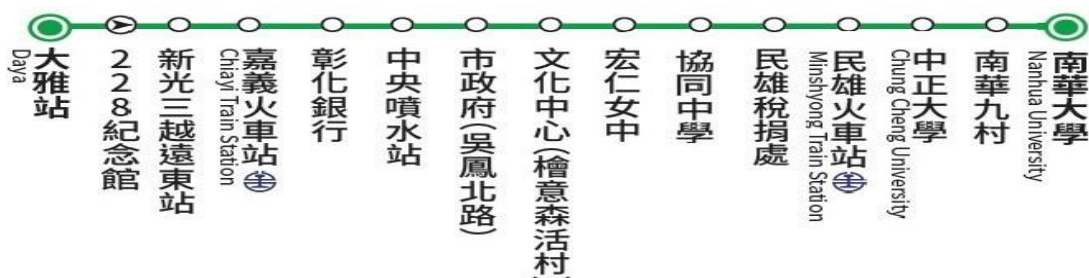 大雅站
Daya
228紀念館
新光三越遠東站
嘉義火車站
Chiayi Train Station
彰化銀行
中央噴水站
市政府(吳鳳北路)
文化中心(檜意森活村)
宏仁女中
協同中學
民雄稅捐處
民雄火車站
Minshyong Train Station
中正大學
Chung Cheng University
南華九村
南華大學
Nanhua University